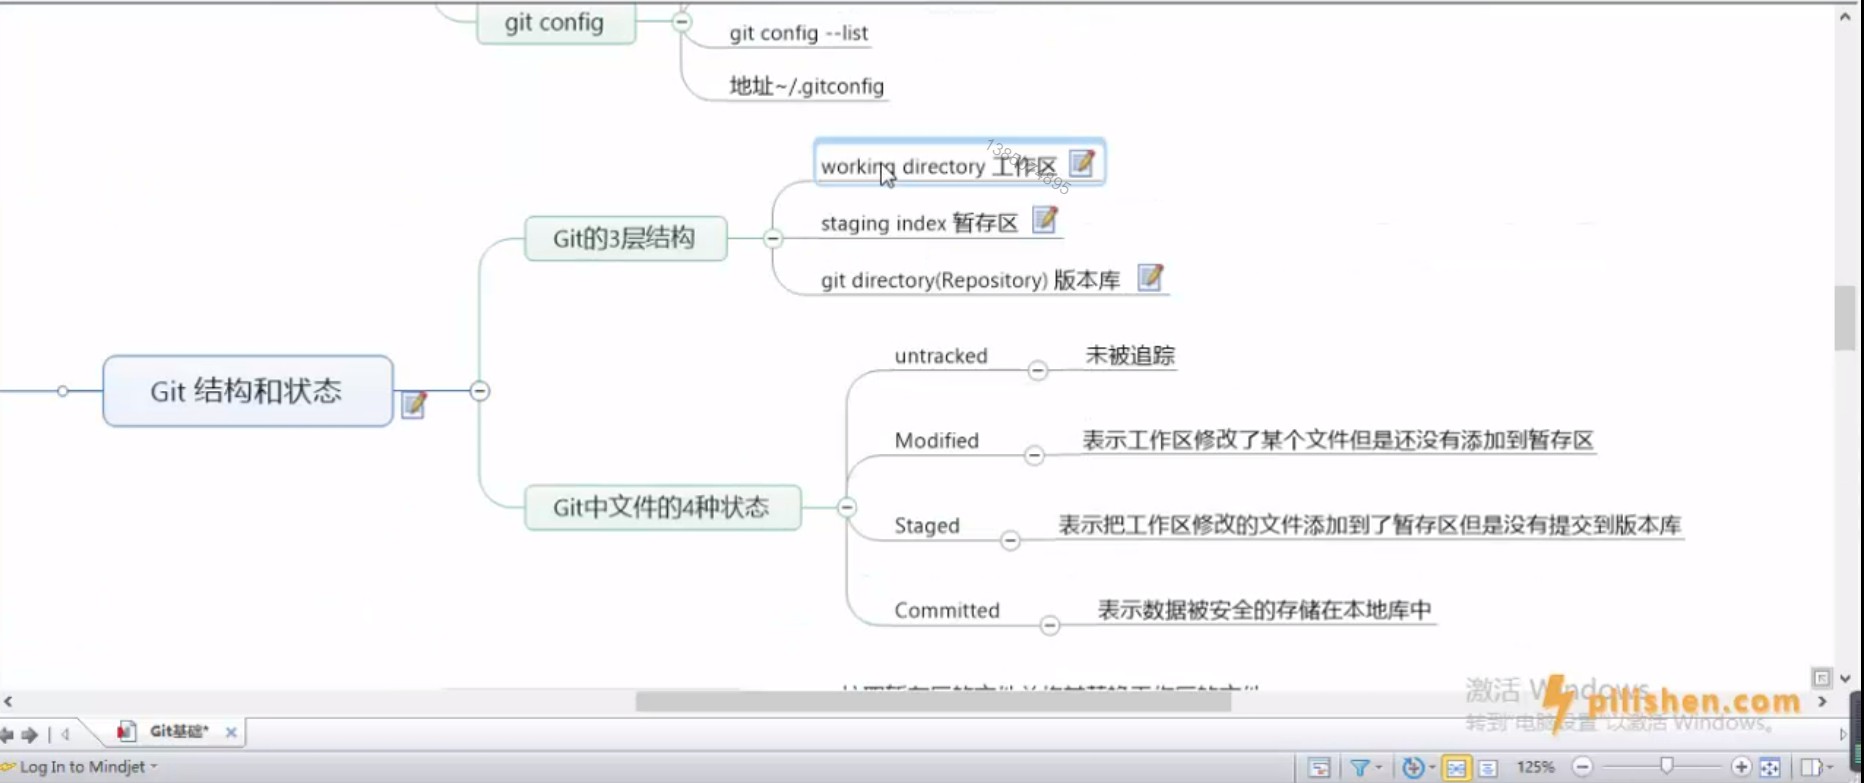 git config
git config --list
地址~/.gitconfig
working directory 工作区
staging index 暂存区
git directory(Repository) 版本库
Git的3层结构
Git 结构和状态
Git中文件的4种状态
untracked
未被追踪
Modified
表示工作区修改了某个文件但是还没有添加到暂存区
Staged
表示把工作区修改的文件添加到了暂存区但是没有提交到版本库
Committed
表示数据被安全的存储在本地库中
激活 Windows
转到"电脑设置"以激活 Windows。
pilishen.com
Git基础*
Log In to Mindjet
125%